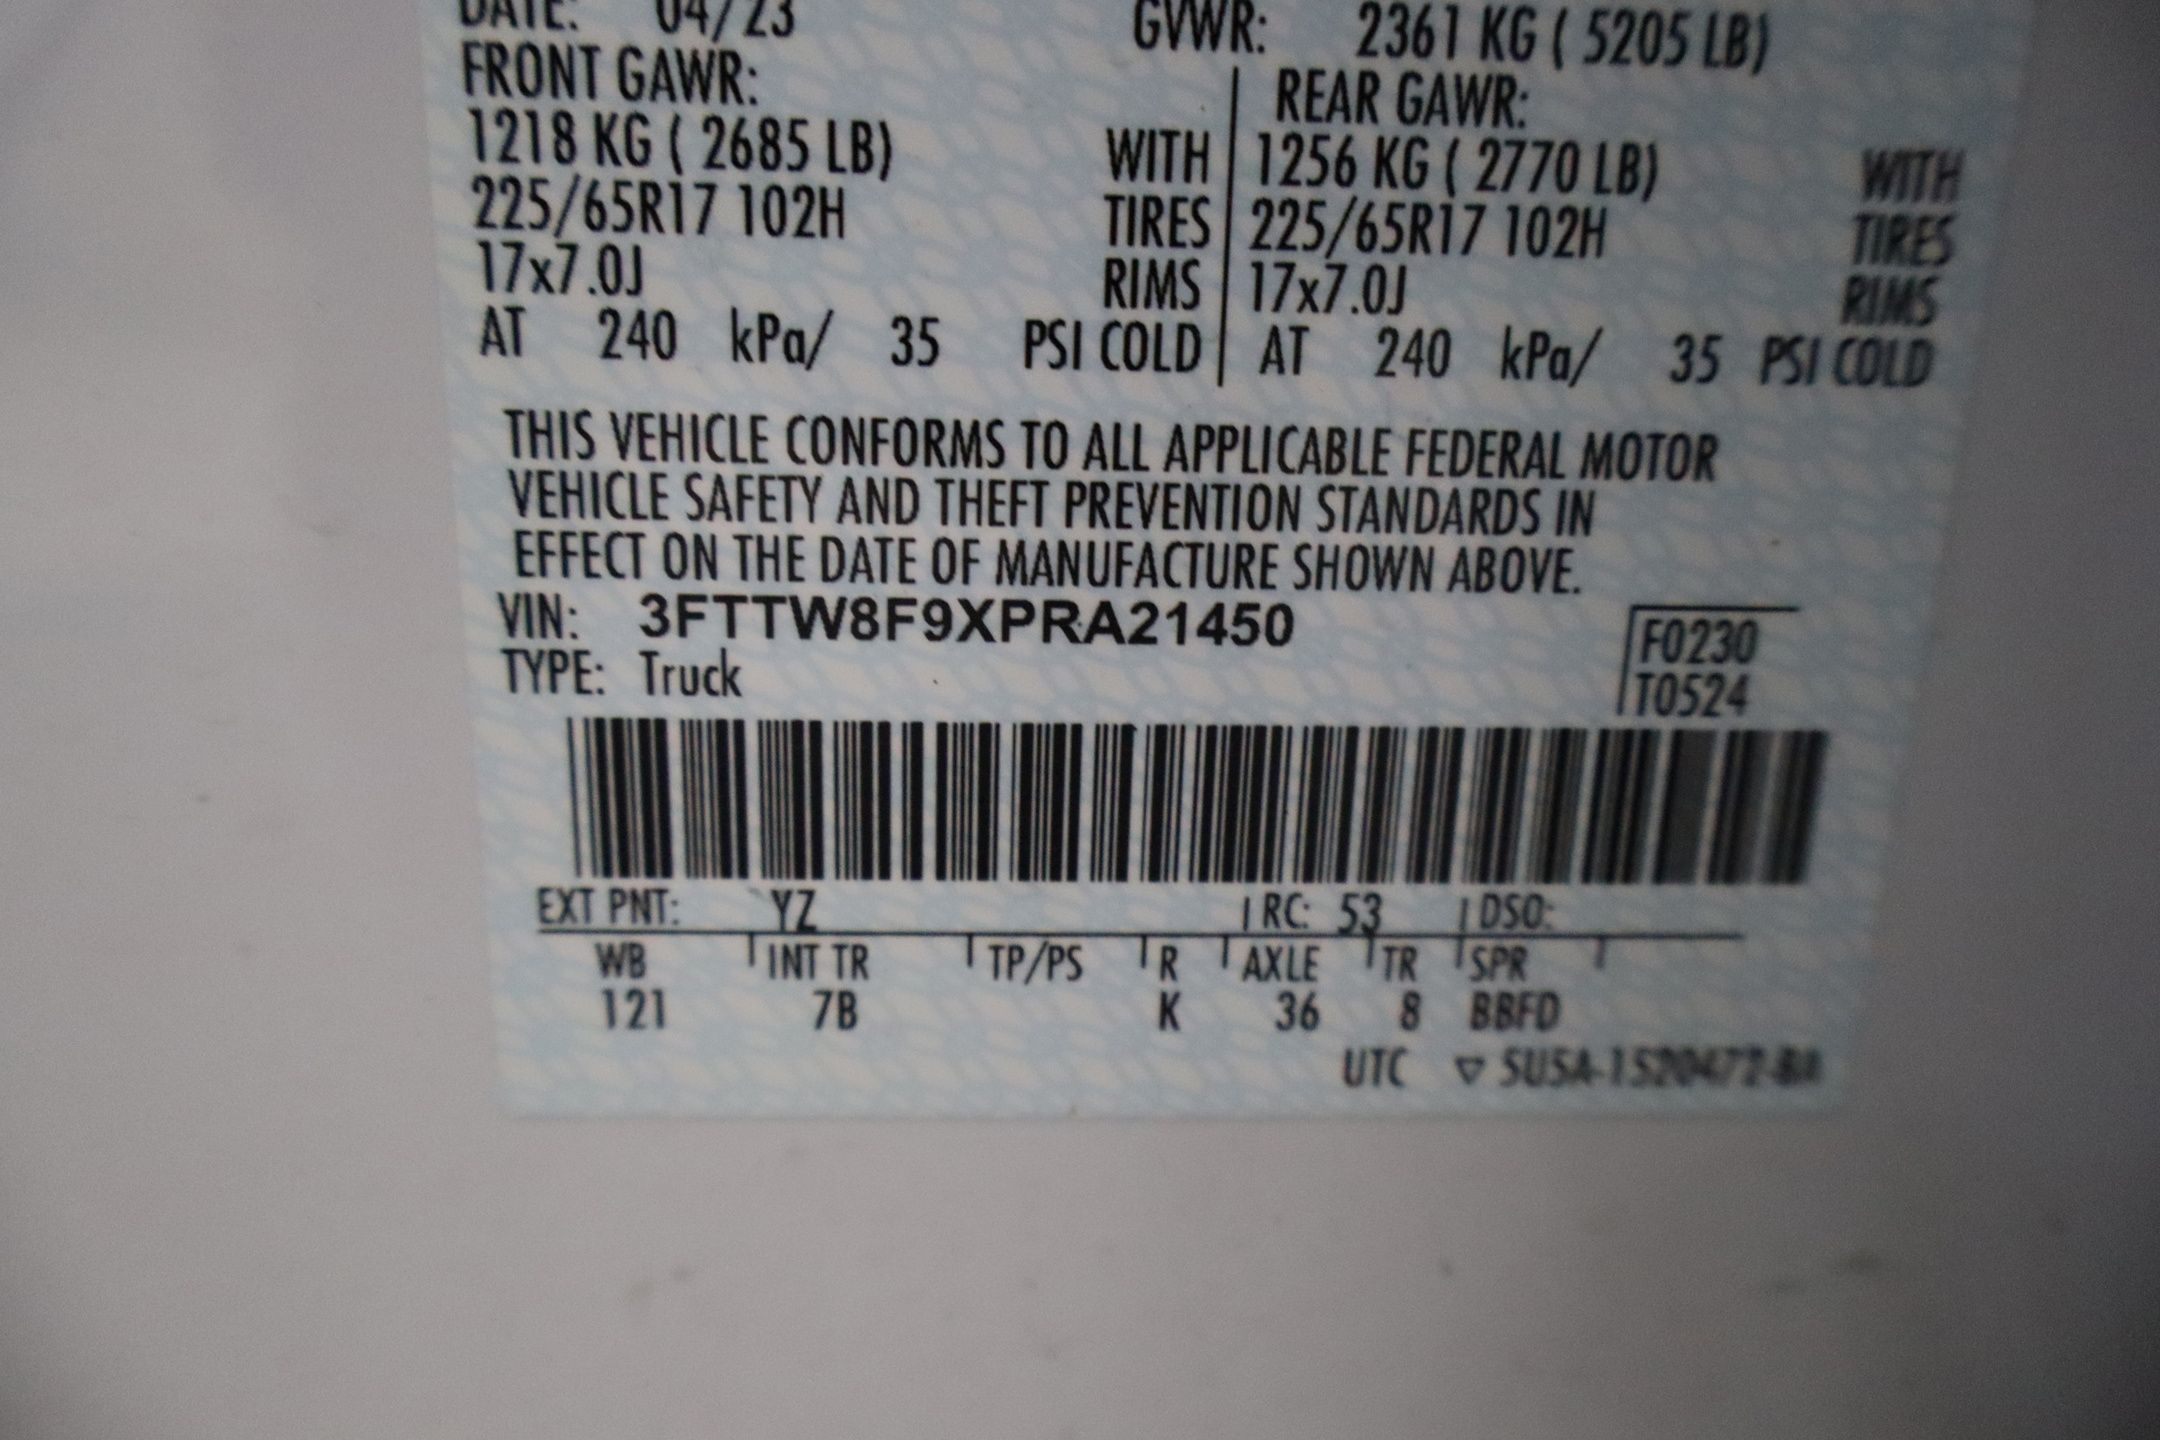 DATE: 04/23 GVWR: 2361 KG ( 5205 LB)
FRONT GAWR: REAR GAWR:
1218 KG ( 2685 LB) WITH 1256 KG ( 2770 LB) WITH
225/65R17 102H TIRES 225/65R17 102H TIRES
17x7.0J RIMS 17x7.0J RIMS
AT 240 kPa/ 35 PSI COLD AT 240 kPa/ 35 PSI COLD
THIS VEHICLE CONFORMS TO ALL APPLICABLE FEDERAL MOTOR
VEHICLE SAFETY AND THEFT PREVENTION STANDARDS IN
EFFECT ON THE DATE OF MANUFACTURE SHOWN ABOVE.
VIN: 3FTTW8F9XPRA21450
F0230
TYPE: Truck
T0524
EXT PNT: YZ RC: 53 DSO:
WB INT TR TP/PS R AXLE TR SPR
121 7B K 36 8 BBFD
UTC ▽ SU5A-1520472-BA